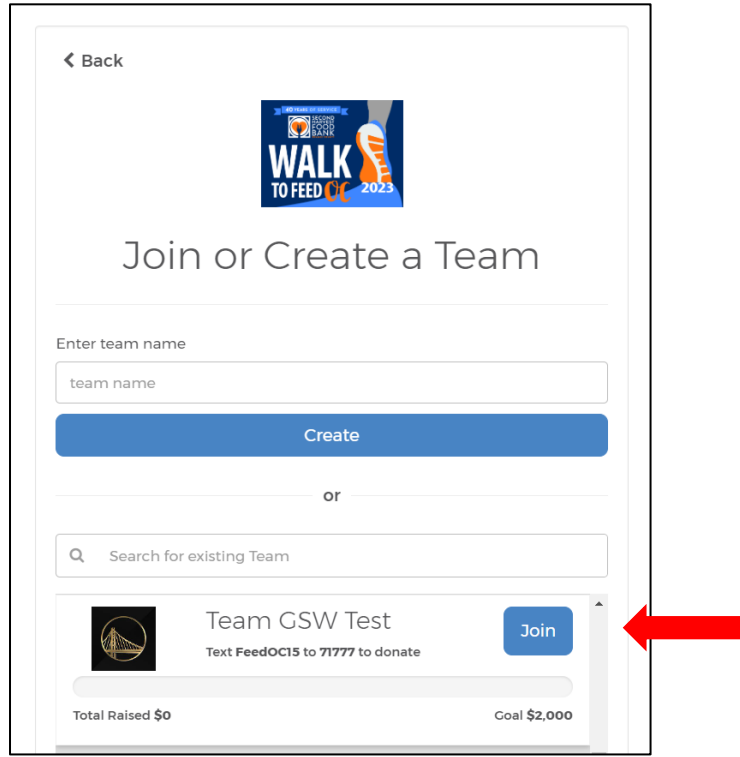 Back
40 YEARS OF SERVICE
SECOND
HARVEST
FOOD
BANK
WALK
TO FEED OC 2023
Join or Create a Team
Enter team name
team name
Create
or
Search for existing Team
Team GSW Test
Join
Text FeedOC15 to 71777 to donate
Total Raised $0 Goal $2,000